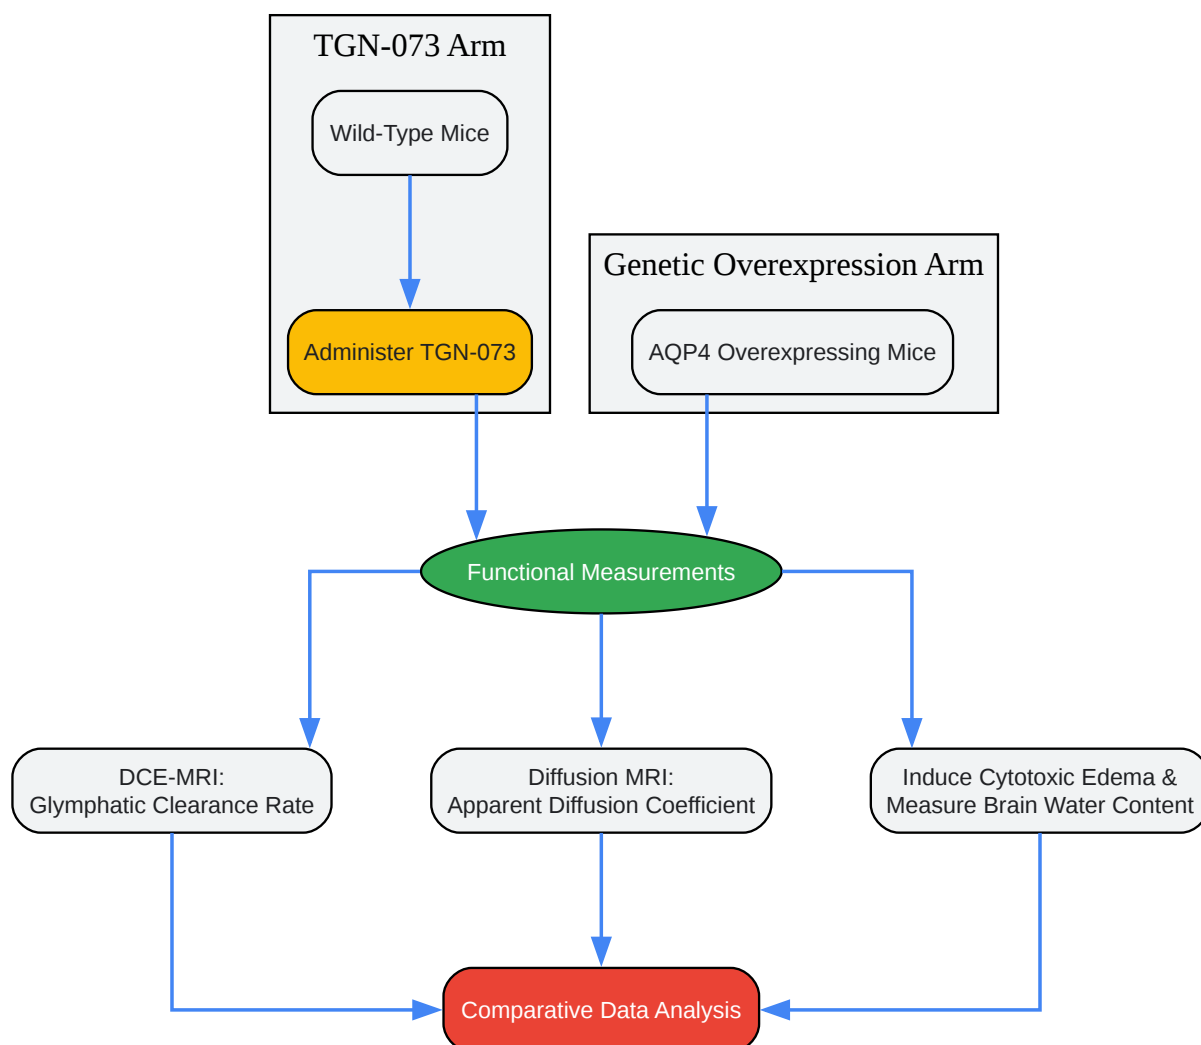 TGN-073 Arm
Wild-Type Mice
Administer TGN-073
Genetic Overexpression Arm
AQP4 Overexpressing Mice
Functional Measurements
DCE-MRI:
Glymphatic Clearance Rate
Diffusion MRI:
Apparent Diffusion Coefficient
Induce Cytotoxic Edema &
Measure Brain Water Content
Comparative Data Analysis